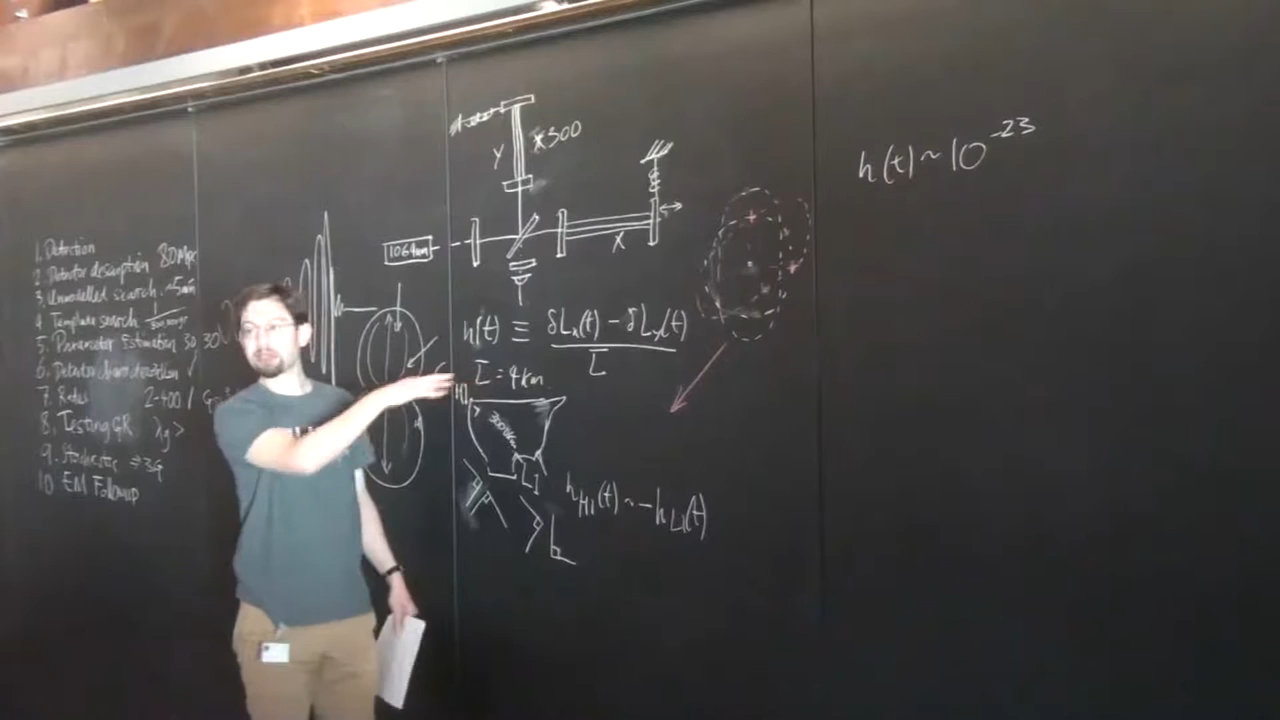 1. Detection
2. Detector description 80Mpc
3. Unmodelled search. ~5min
4 Template search
5. Parameter Estimation 30 30
6. Detector
7. Rates 2-400 /
8. Testing GR λg >
9. Stochastic
10 EM Followup
Y ×300
1064nm
X
h(t) ≡ δLx(t) - δLy(t) / L
L = 4km
3000km
L1
hH1(t) ~ -hL1(t)
h(t) ~ 10^-23